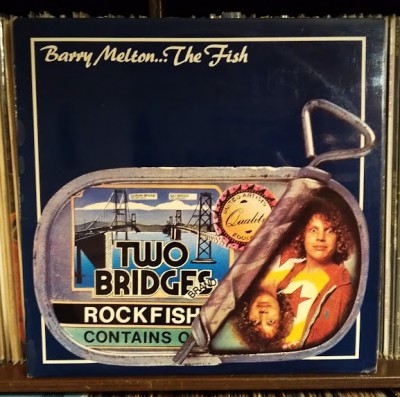 Barry Melton...The Fish
Quality
TWO
BRIDGES
BRAND
ROCKFISH
CONTAINS O